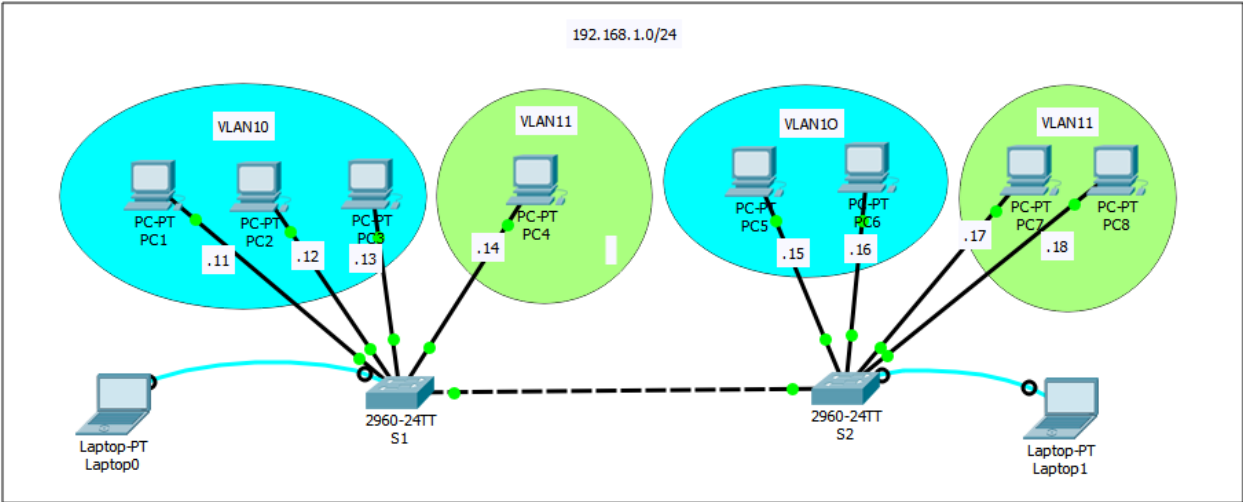 192.168.1.0/24
VLAN10
VLAN11
VLAN1O
VLAN11
PC-PT
PC1
PC-PT
PC2
PC-PT
PC3
PC-PT
PC4
PC-PT
PC5
PC-PT
PC6
PC-PT
PC7
PC-PT
PC8
.11
.12
.13
.14
.15
.16
.17
.18
2960-24TT
S1
2960-24TT
S2
Laptop-PT
Laptop0
Laptop-PT
Laptop1